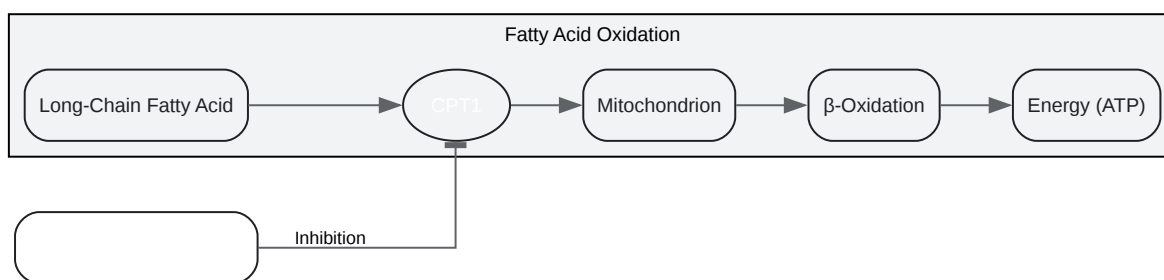 Fatty Acid Oxidation
Long-Chain Fatty Acid
CPT1
Mitochondrion
β-Oxidation
Energy (ATP)
Inhibition